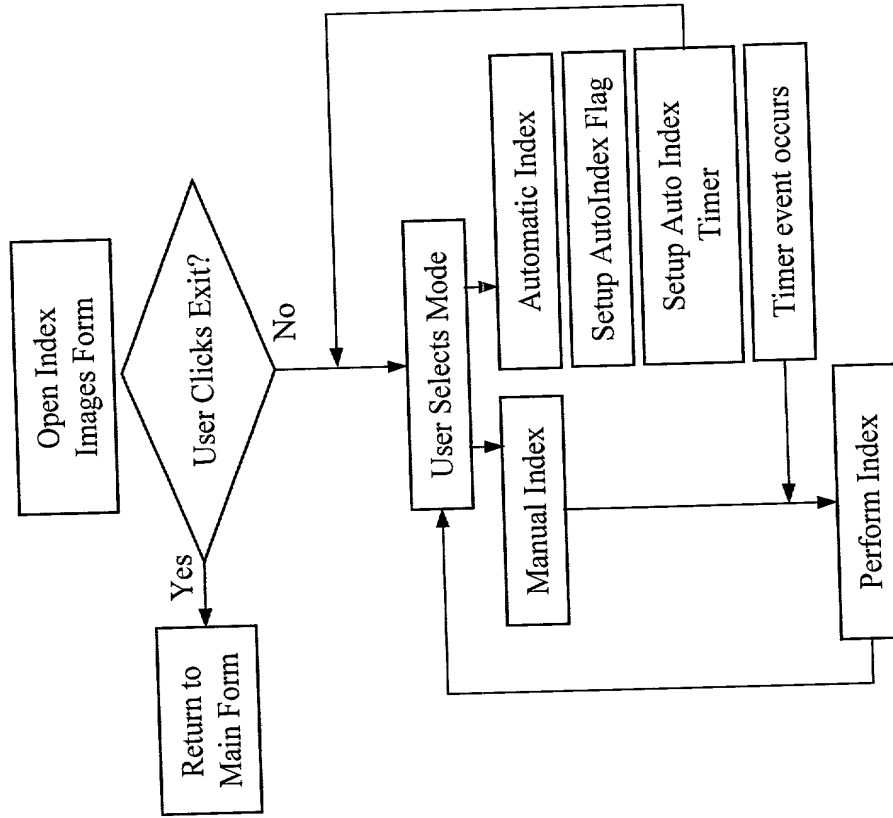 Open Index
Images Form
User Clicks Exit?
Yes
No
Return to
Main Form
User Selects Mode
Manual Index
Automatic Index
Setup AutoIndex Flag
Setup Auto Index
Timer
Timer event occurs
Perform Index